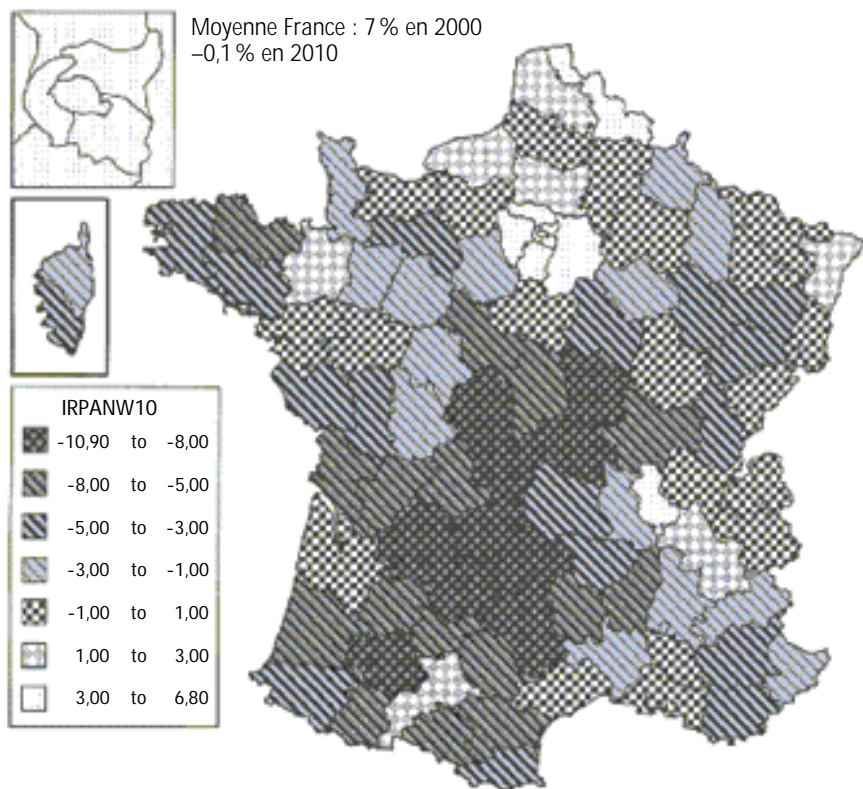 Moyenne France : 7 % en 2000
–0,1 % en 2010
IRPANW10
-10,90 to -8,00
-8,00 to -5,00
-5,00 to -3,00
-3,00 to -1,00
-1,00 to 1,00
1,00 to 3,00
3,00 to 6,80